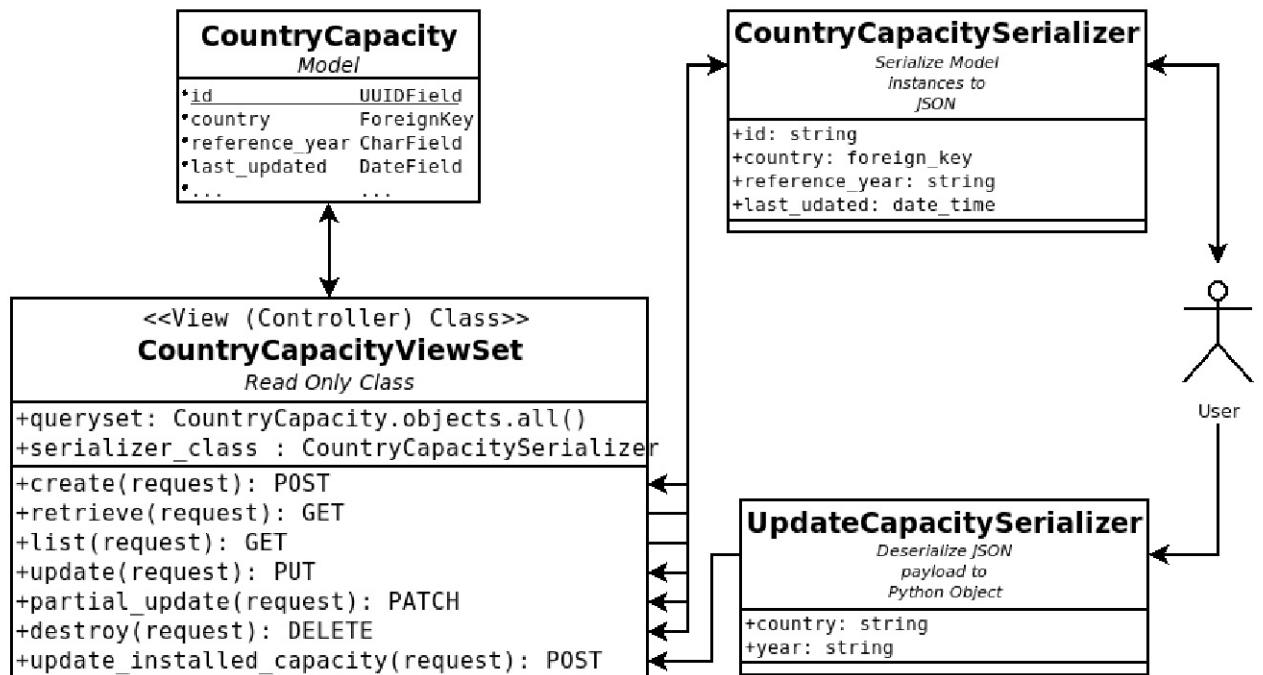 CountryCapacity
Model
id UUIDField
country ForeignKey
reference_year CharField
last_updated DateField
... ...
CountryCapacitySerializer
Serialize Model
instances to
JSON
+id: string
+country: foreign_key
+reference_year: string
+last_udated: date_time
<<View (Controller) Class>>
CountryCapacityViewSet
Read Only Class
+queryset: CountryCapacity.objects.all()
+serializer_class : CountryCapacitySerializer
+create(request): POST
+retrieve(request): GET
+list(request): GET
+update(request): PUT
+partial_update(request): PATCH
+destroy(request): DELETE
+update_installed_capacity(request): POST
User
UpdateCapacitySerializer
Deserialize JSON
payload to
Python Object
+country: string
+year: string